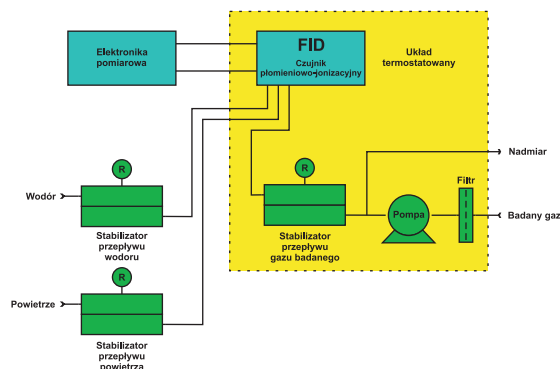 Elektronika
pomiarowa
FID
Czujnik
płomieniowo-jonizacyjny
Układ
termostatowany
R
Wodór
Stabilizator
przepływu
wodoru
R
Stabilizator
przepływu
gazu badanego
Pompa
Filtr
Nadmiar
Badany gaz
R
Powietrze
Stabilizator
przepływu
powietrza